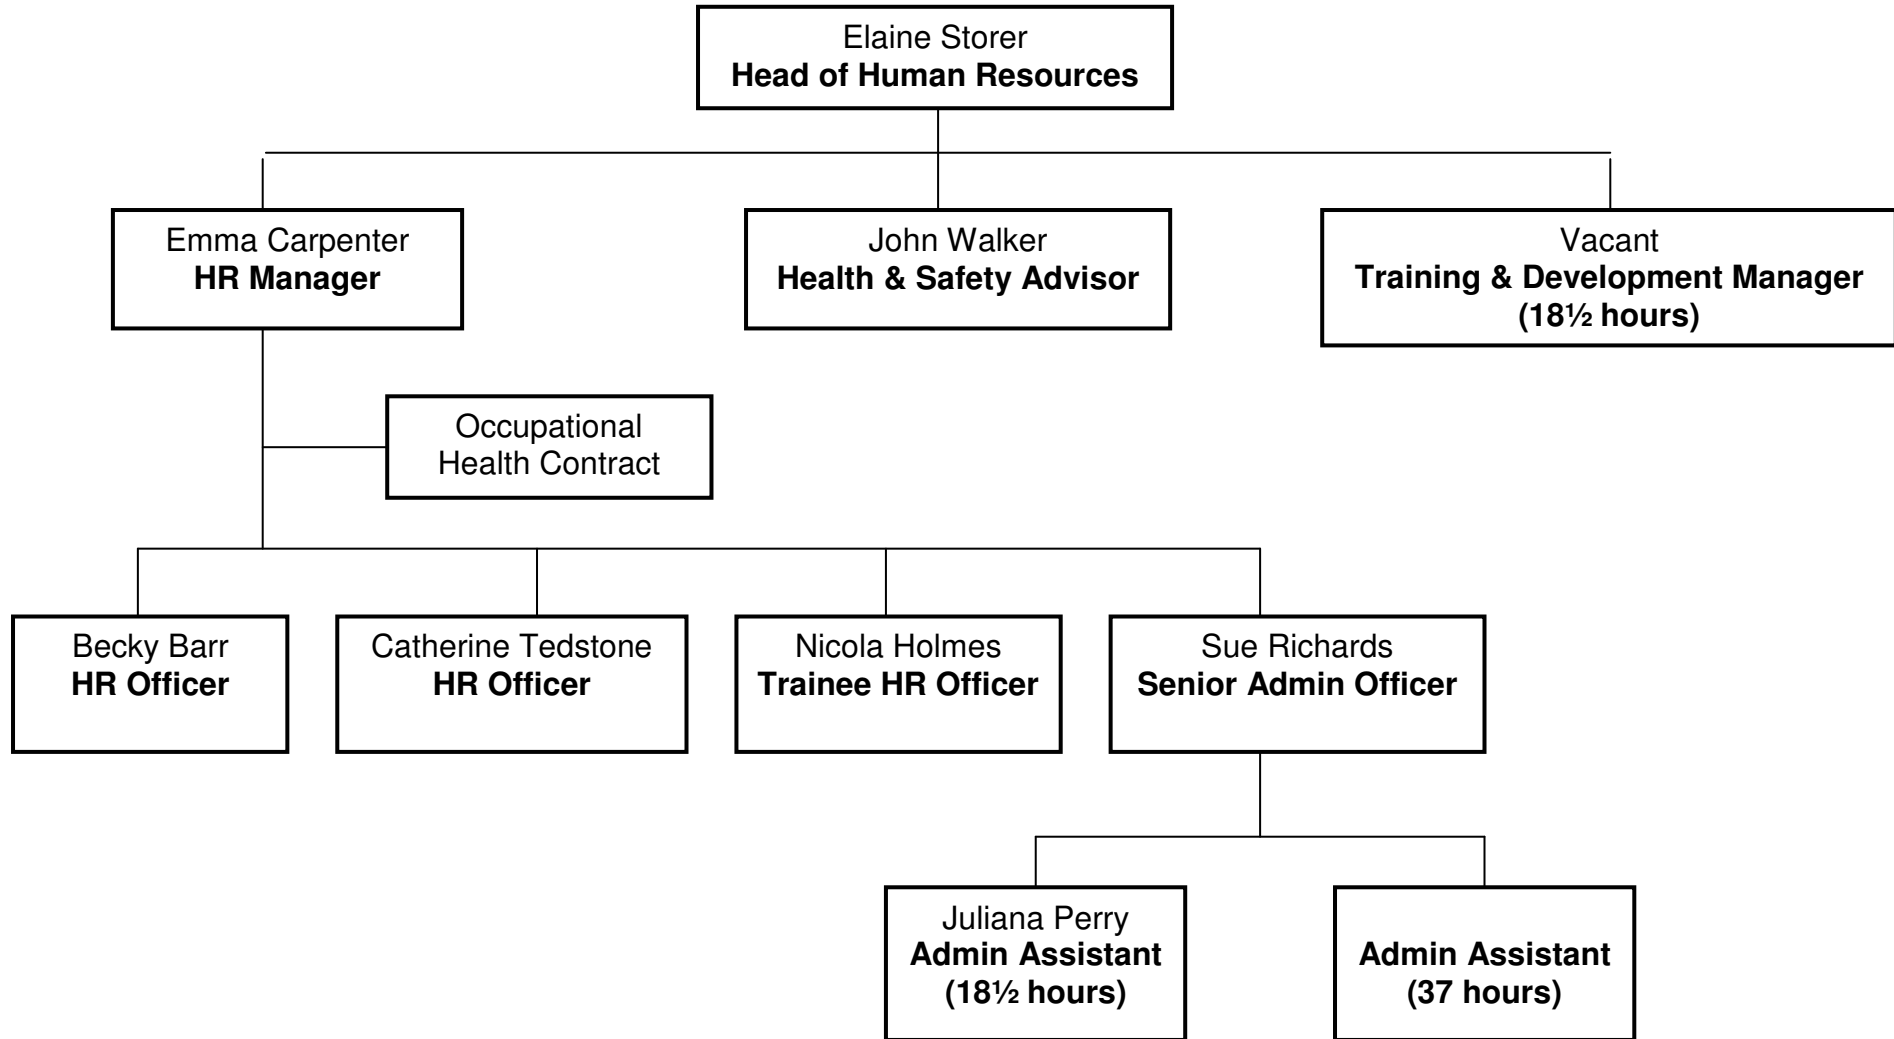 Elaine Storer
Head of Human Resources
Emma Carpenter
HR Manager
John Walker
Health & Safety Advisor
Vacant
Training & Development Manager
(18½ hours)
Occupational
Health Contract
Becky Barr
HR Officer
Catherine Tedstone
HR Officer
Nicola Holmes
Trainee HR Officer
Sue Richards
Senior Admin Officer
Juliana Perry
Admin Assistant
(18½ hours)
Admin Assistant
(37 hours)